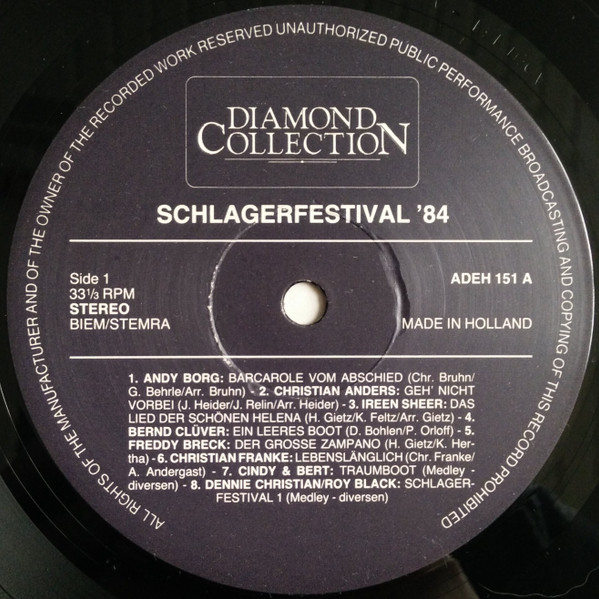 ALL RIGHTS OF THE MANUFACTURER AND OF THE OWNER OF THE RECORDED WORK RESERVED UNAUTHORIZED PUBLIC PERFORMANCE BROADCASTING AND COPYING OF THIS RECORD PROHIBITED
DIAMOND
COLLECTION
SCHLAGERFESTIVAL '84
Side 1
33 1/3 RPM
STEREO
BIEM/STEMRA
ADEH 151 A
MADE IN HOLLAND
1. ANDY BORG: BARCAROLE VOM ABSCHIED (Chr. Bruhn/
G. Behrle/Arr. Bruhn) - 2. CHRISTIAN ANDERS: GEH' NICHT
VORBEI (J. Heider/J. Relin/Arr. Heider) - 3. IREEN SHEER: DAS
LIED DER SCHÖNEN HELENA (H. Gietz/K. Feltz/Arr. Gietz) - 4.
BERND CLÜVER: EIN LEERES BOOT (D. Bohlen/P. Orloff) - 5.
FREDDY BRECK: DER GROSSE ZAMPANO (H. Gietz/K. Her-
tha) - 6. CHRISTIAN FRANKE: LEBENSLÄNGLICH (Chr. Franke/
A. Andergast) - 7. CINDY & BERT: TRAUMBOOT (Medley -
diversen) - 8. DENNIE CHRISTIAN/ROY BLACK: SCHLAGER-
FESTIVAL 1 (Medley - diversen)